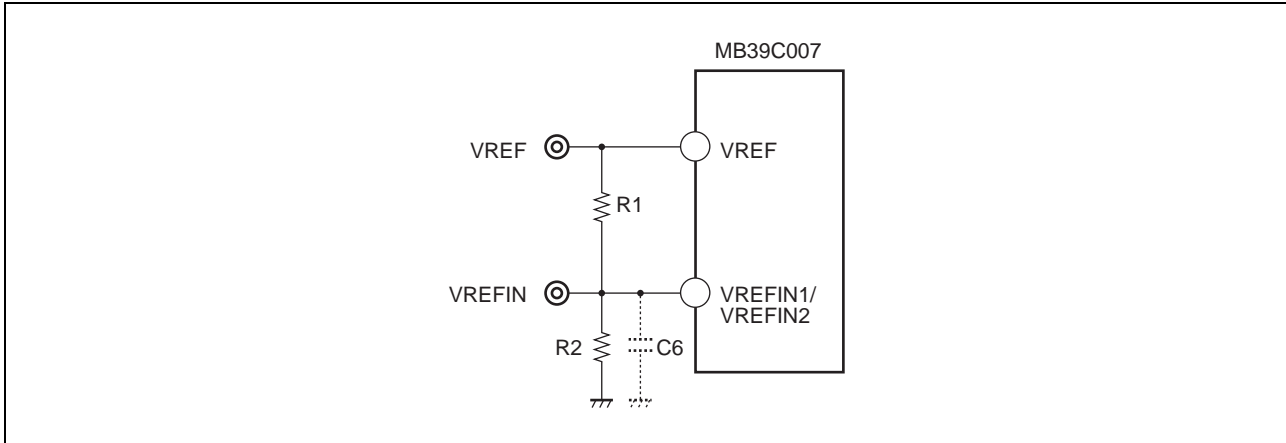 MB39C007
VREF
VREF
R1
VREFIN
VREFIN1/
VREFIN2
R2
C6